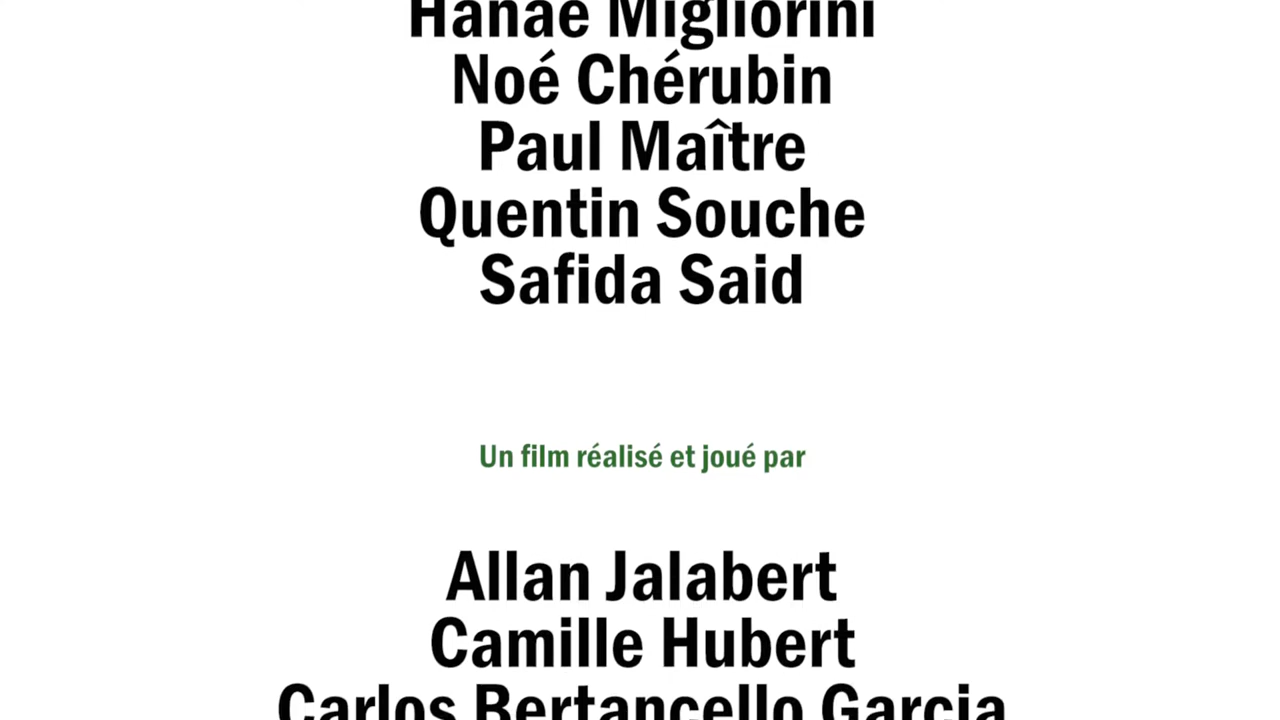 Hanaé Migliorini
Noé Chérubin
Paul Maître
Quentin Souche
Safida Said
Un film réalisé et joué par
Allan Jalabert
Camille Hubert
Carlos Bertancello Garcia